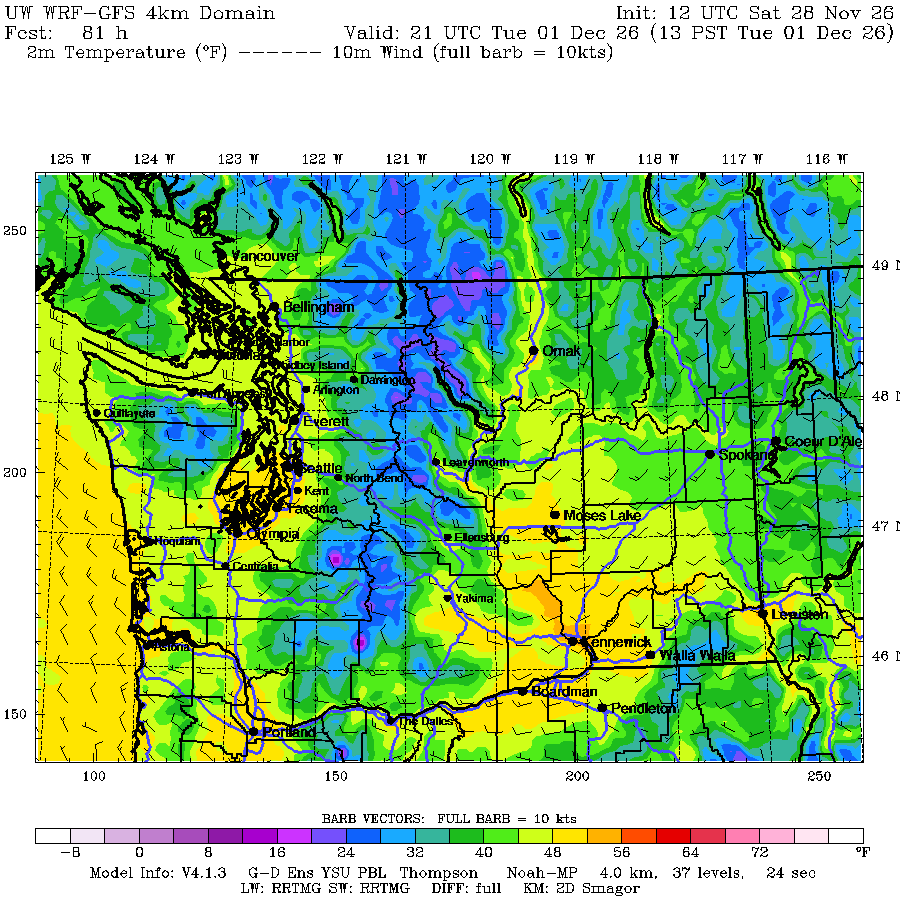 UW WRF-GFS 4km Domain Init: 12 UTC Sat 28 Nov 26
Fcst: 81 h Valid: 21 UTC Tue 01 Dec 26 (13 PST Tue 01 Dec 26)
2m Temperature (°F) ------ 10m Wind (full barb = 10kts)
125 W 124 W 123 W 122 W 121 W 120 W 119 W 118 W 117 W 116 W
250
Vancouver
49 N
Bellingham
Omak
Darrington
Arlington
48 N
Quillayute
Everett
Coeur D'Ale
Spokane
Leavenworth
200
Seattle
North Bend
Kent
Tacoma
Moses Lake
47 N
Olympia
Ellensburg
Hoquiam
Centralia
Yakima
Lewiston
Kennewick
Astoria
Walla Walla
46 N
Boardman
Pendleton
150
The Dalles
Portland
100 150 200 250
BARB VECTORS: FULL BARB = 10 kts
-8 0 8 16 24 32 40 48 56 64 72 °F
Model Info: V4.1.3 G-D Ens YSU PBL Thompson Noah-MP 4.0 km, 37 levels, 24 sec
LW: RRTMG SW: RRTMG DIFF: full KM: 2D Smagor